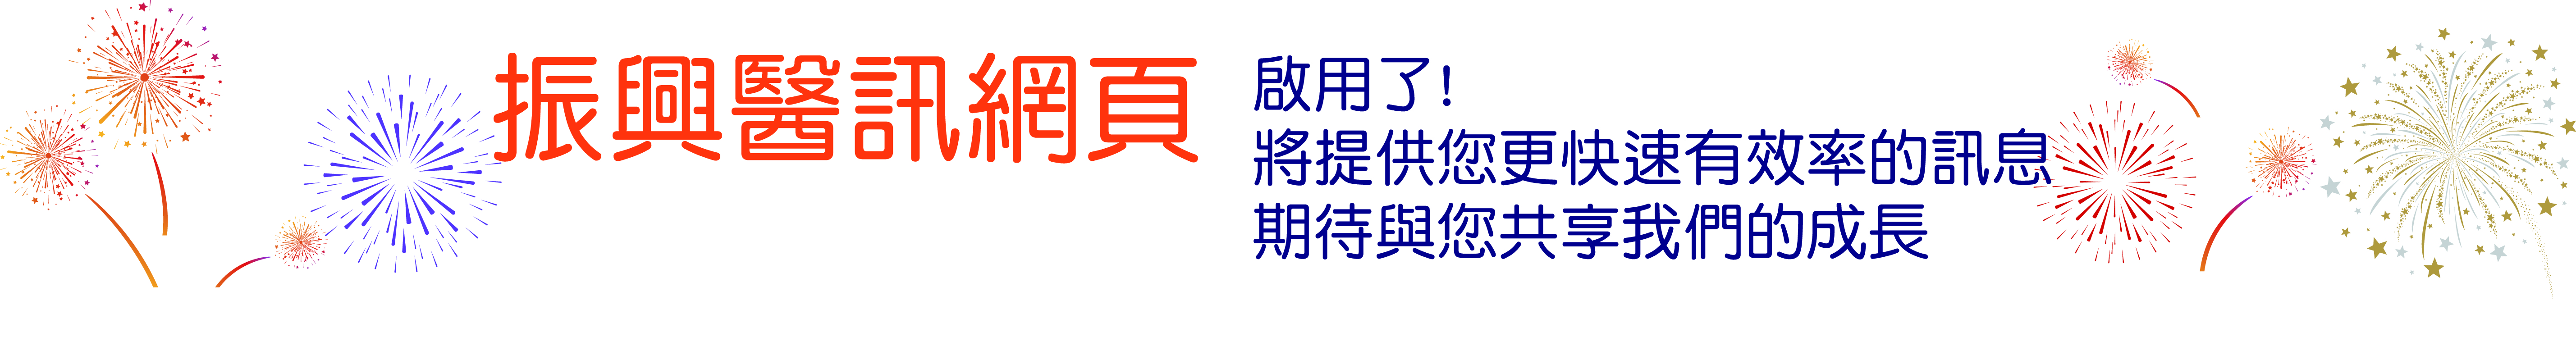 振興醫訊網頁
啟用了!
將提供您更快速有效率的訊息
期待與您共享我們的成長